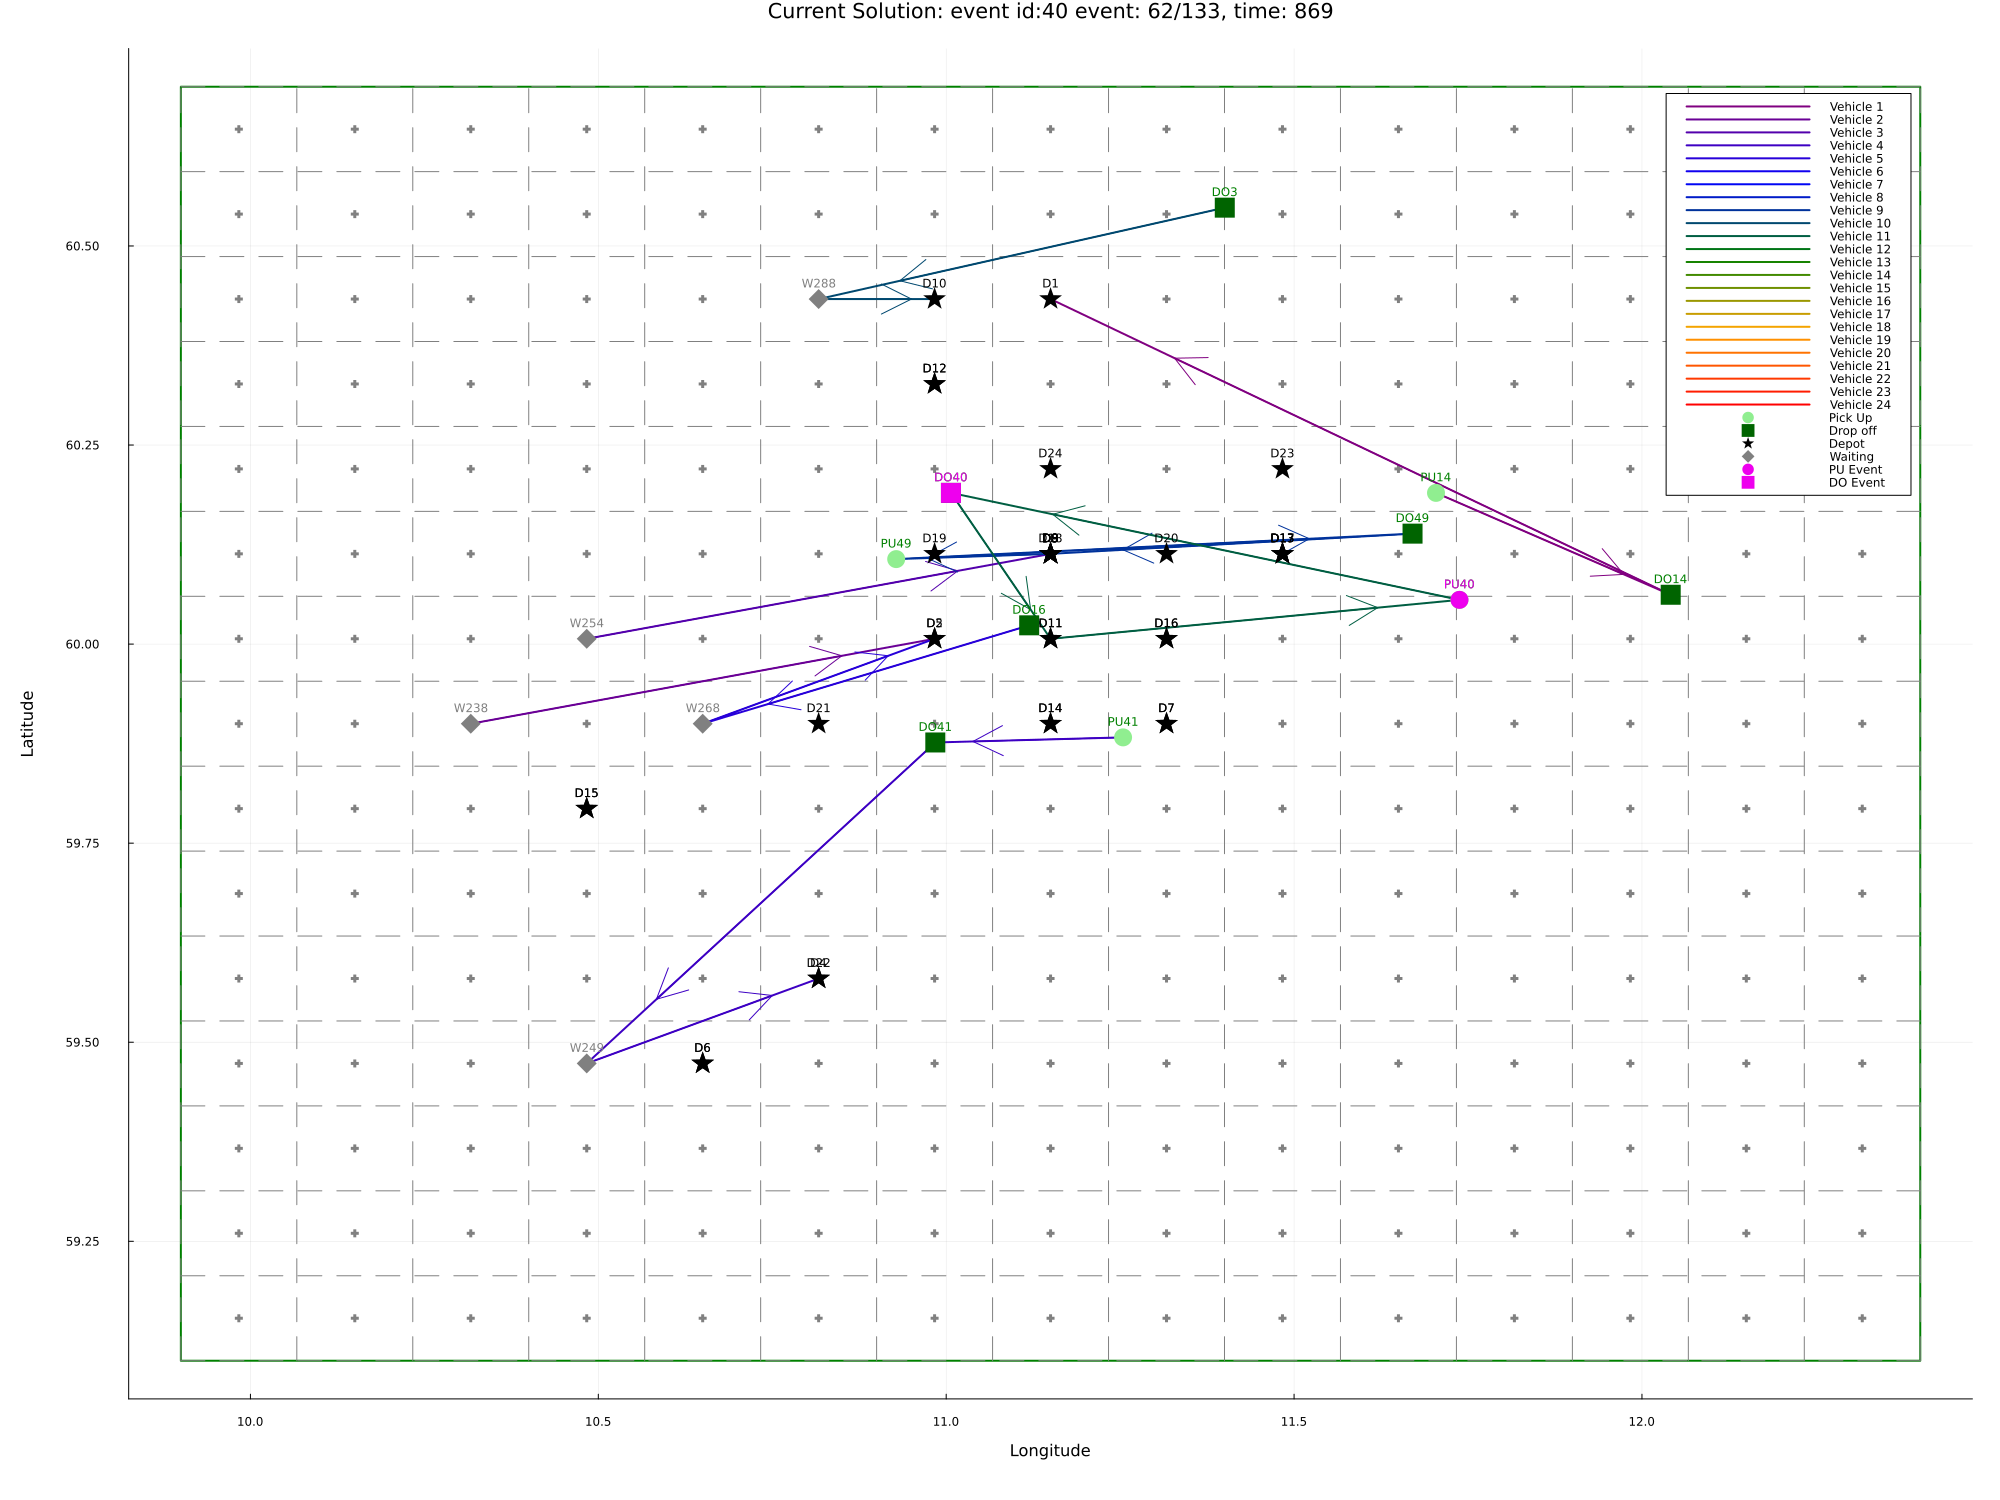 Current Solution: event id:40 event: 62/133, time: 869
Vehicle 1
Vehicle 2
Vehicle 3
Vehicle 4
Vehicle 5
Vehicle 6
Vehicle 7
Vehicle 8
Vehicle 9
Vehicle 10
Vehicle 11
Vehicle 12
Vehicle 13
Vehicle 14
Vehicle 15
Vehicle 16
Vehicle 17
Vehicle 18
Vehicle 19
Vehicle 20
Vehicle 21
Vehicle 22
Vehicle 23
Vehicle 24
Pick Up
Drop off
Depot
Waiting
PU Event
DO Event
DO3
W288
D10
D1
D12
D24
D23
DO40
PU14
DO49
PU49
D19
D20
PU40
DO14
W254
DO16
D11
D16
W238
W268
D21
DO41
D14
PU41
D7
D15
W249
D6
60.50
60.25
60.00
59.75
59.50
59.25
Latitude
10.0
10.5
11.0
11.5
12.0
Longitude